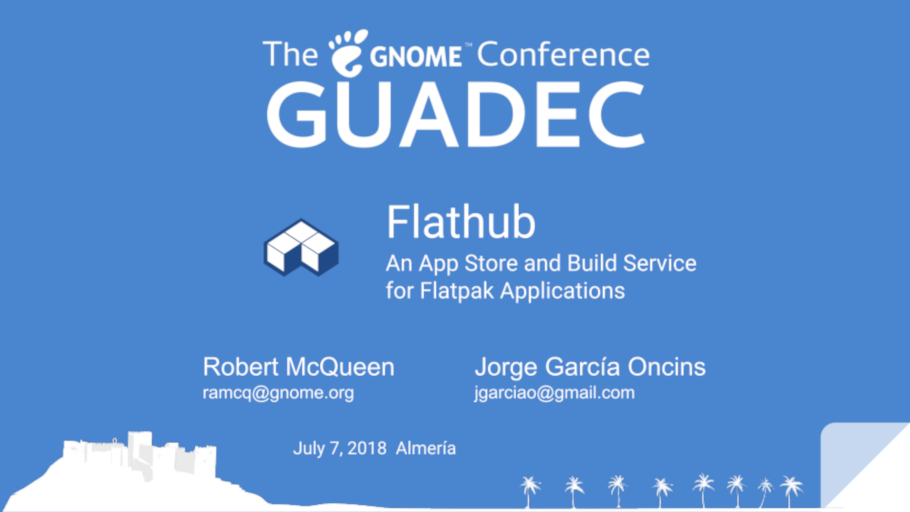 The GNOME™ Conference
GUADEC
Flathub
An App Store and Build Service
for Flatpak Applications
Robert McQueen
ramcq@gnome.org
Jorge García Oncins
jgarciao@gmail.com
July 7, 2018 Almería